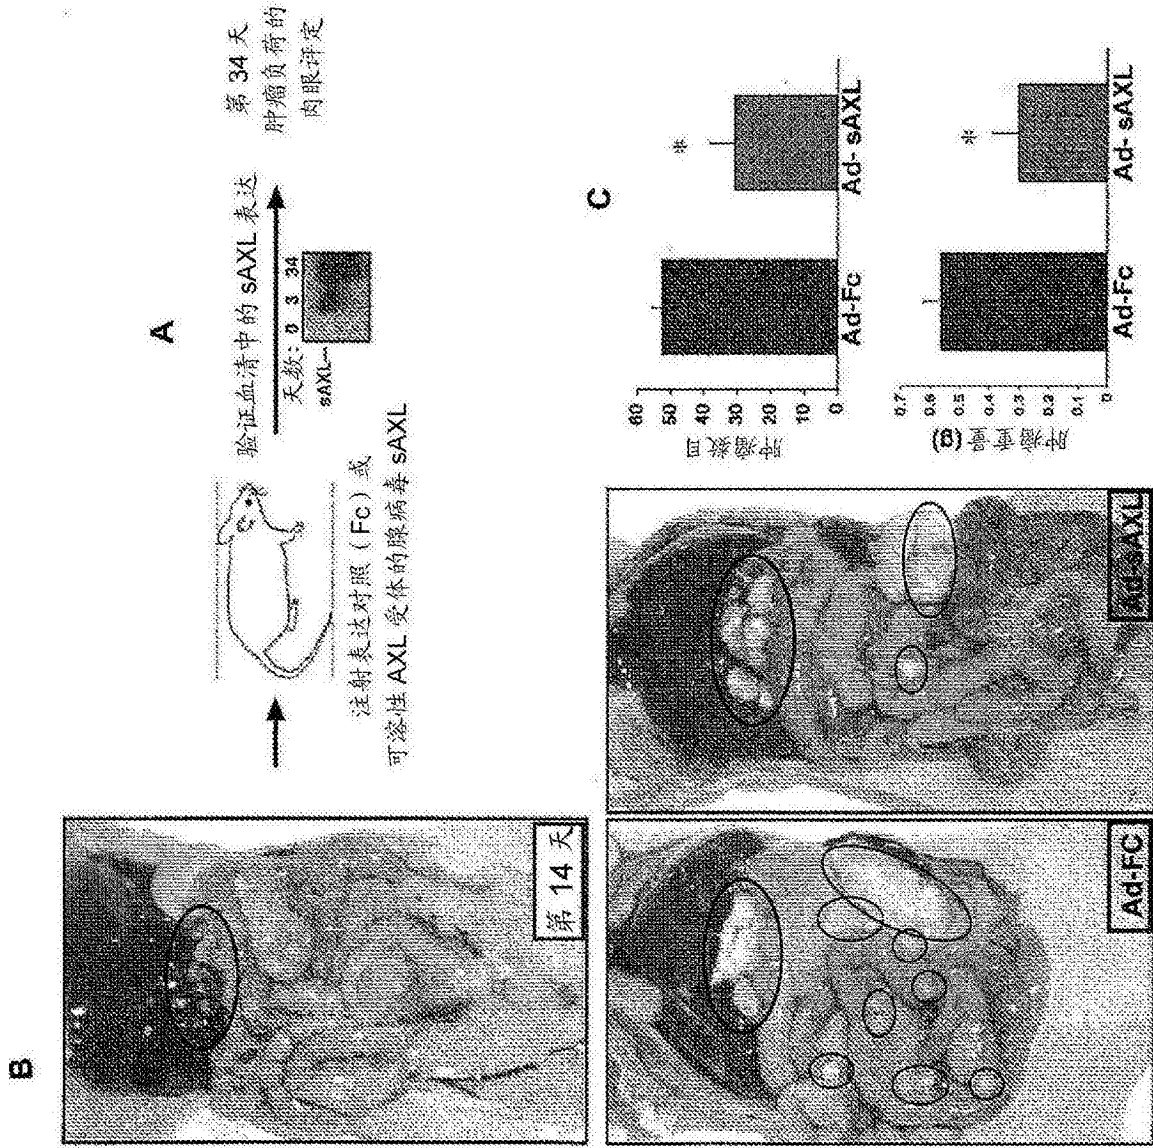 A
注射表达对照（Fc）或
可溶性 AXL 受体的腺病毒 sAXL
验证血清中的 sAXL 表达
天数: 0 3 34
sAXL
第 34 天
肿瘤负荷的
肉眼评定
B
第 14 天
Ad-FC
Ad-sAXL
C
肿瘤数目
60
50
40
30
20
10
0
*
Ad-Fc
Ad- sAXL
肿瘤重量 (g)
0.7
0.6
0.5
0.4
0.3
0.2
0.1
0
*
Ad-Fc
Ad- sAXL